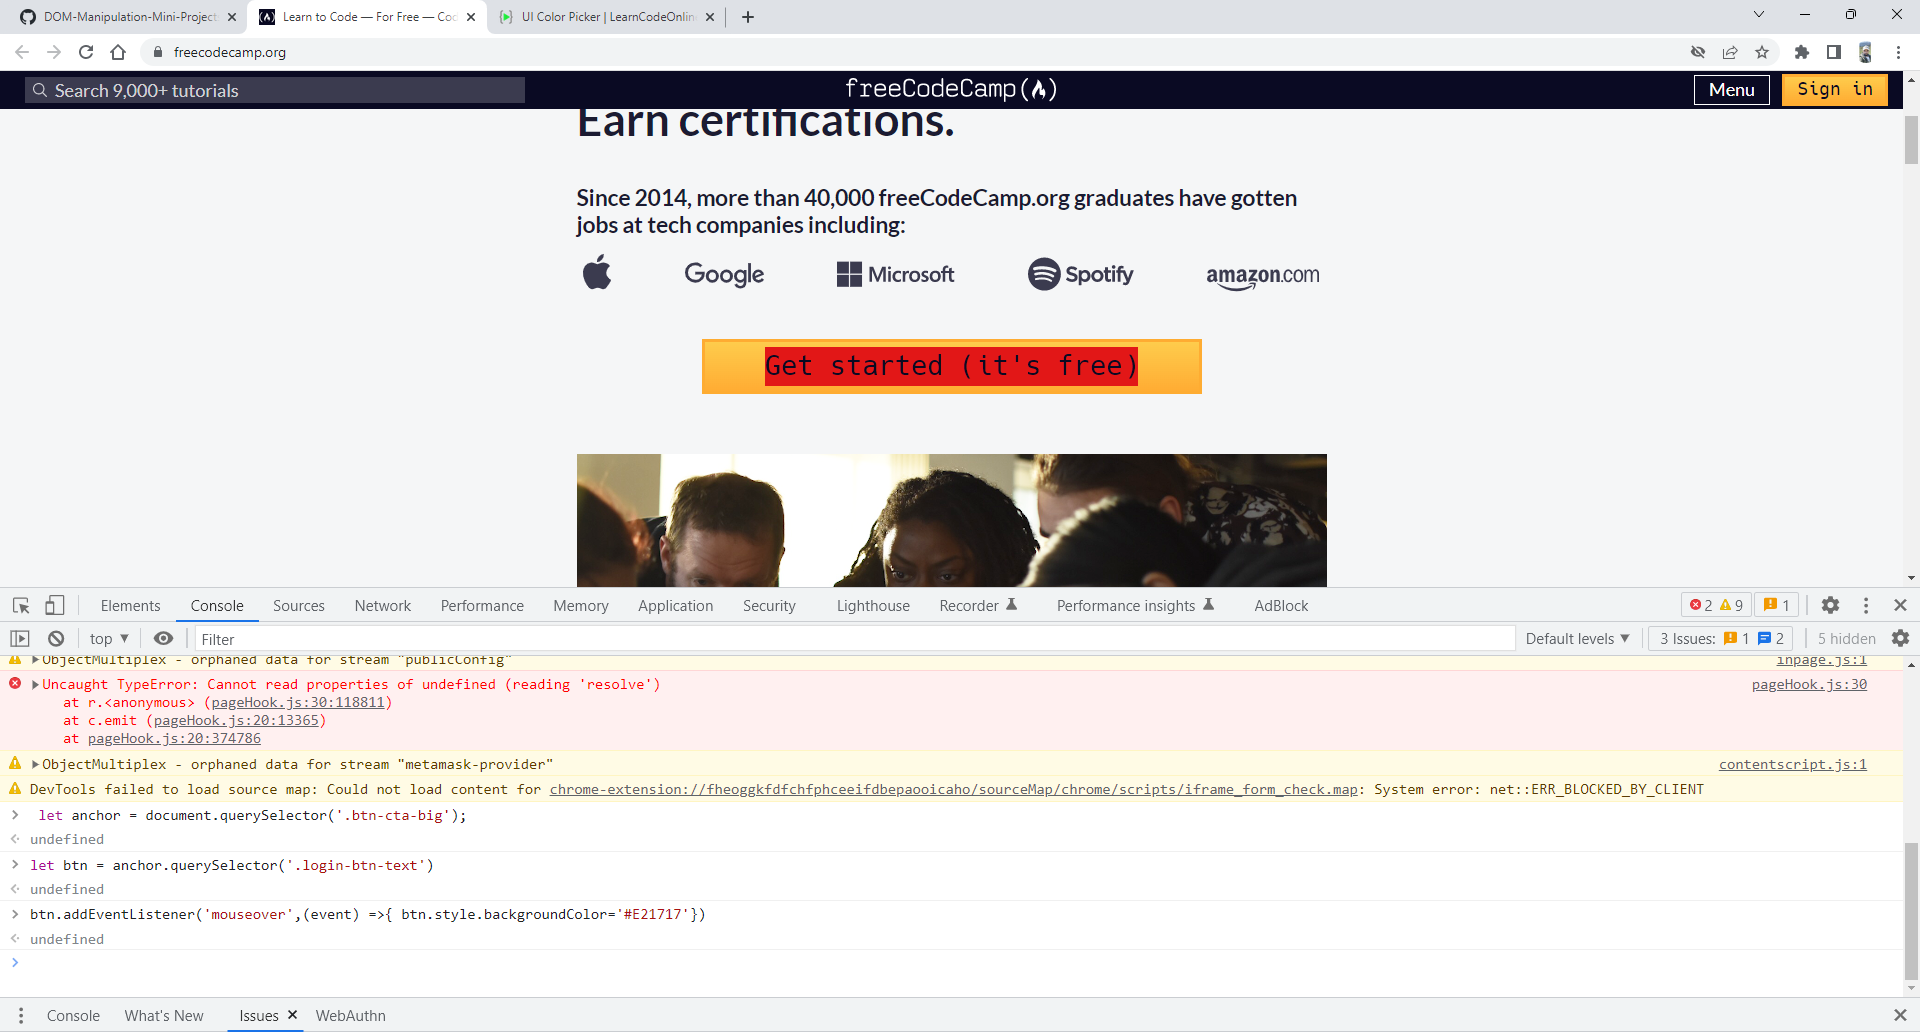 DOM-Manipulation-Mini-Project
Learn to Code — For Free — Cod
UI Color Picker | LearnCodeOnlin
freecodecamp.org
Search 9,000+ tutorials
freeCodeCamp
Menu
Sign in
Earn certifications.
Since 2014, more than 40,000 freeCodeCamp.org graduates have gotten
jobs at tech companies including:
Google
Microsoft
Spotify
amazon.com
Get started (it's free)
Elements Console Sources Network Performance Memory Application Security Lighthouse Recorder Performance insights AdBlock 2 9 1
top Filter Default levels 3 Issues: 1 2 5 hidden
ObjectMultiplex - orphaned data for stream "publicConfig" inpage.js:1
Uncaught TypeError: Cannot read properties of undefined (reading 'resolve') pageHook.js:30
at r.<anonymous> (pageHook.js:30:118811)
at c.emit (pageHook.js:20:13365)
at pageHook.js:20:374786
ObjectMultiplex - orphaned data for stream "metamask-provider" contentscript.js:1
DevTools failed to load source map: Could not load content for chrome-extension://fheoggkfdfchfphceeifdbepaooicaho/sourceMap/chrome/scripts/iframe_form_check.map: System error: net::ERR_BLOCKED_BY_CLIENT
let anchor = document.querySelector('.btn-cta-big');
undefined
let btn = anchor.querySelector('.login-btn-text')
undefined
btn.addEventListener('mouseover',(event) =>{ btn.style.backgroundColor='#E21717'})
undefined
Console What's New Issues WebAuthn